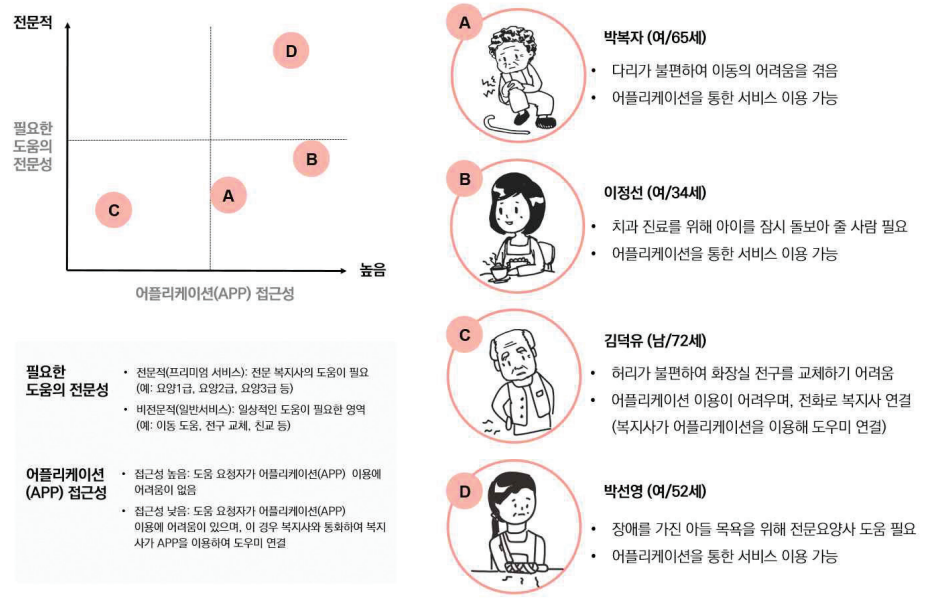 전문적
필요한
도움의
전문성
D
B
A
C
높음
어플리케이션(APP) 접근성
필요한
도움의 전문성
• 전문적(프리미엄 서비스): 전문 복지사의 도움이 필요
(예: 요양1급, 요양2급, 요양3급 등)
• 비전문적(일반서비스): 일상적인 도움이 필요한 영역
(예: 이동 도움, 전구 교체, 친교 등)
어플리케이션
(APP) 접근성
• 접근성 높음: 도움 요청자가 어플리케이션(APP) 이용에
어려움이 없음
• 접근성 낮음: 도움 요청자가 어플리케이션(APP)
이용에 어려움이 있으며, 이 경우 복지사와 통화하여 복지
사가 APP을 이용하여 도우미 연결
A
박복자 (여/65세)
• 다리가 불편하여 이동의 어려움을 겪음
• 어플리케이션을 통한 서비스 이용 가능
B
이정선 (여/34세)
• 치과 진료를 위해 아이를 잠시 돌보아 줄 사람 필요
• 어플리케이션을 통한 서비스 이용 가능
C
김덕유 (남/72세)
• 허리가 불편하여 화장실 전구를 교체하기 어려움
• 어플리케이션 이용이 어려우며, 전화로 복지사 연결
(복지사가 어플리케이션을 이용해 도우미 연결)
D
박선영 (여/52세)
• 장애를 가진 아들 목욕을 위해 전문요양사 도움 필요
• 어플리케이션을 통한 서비스 이용 가능